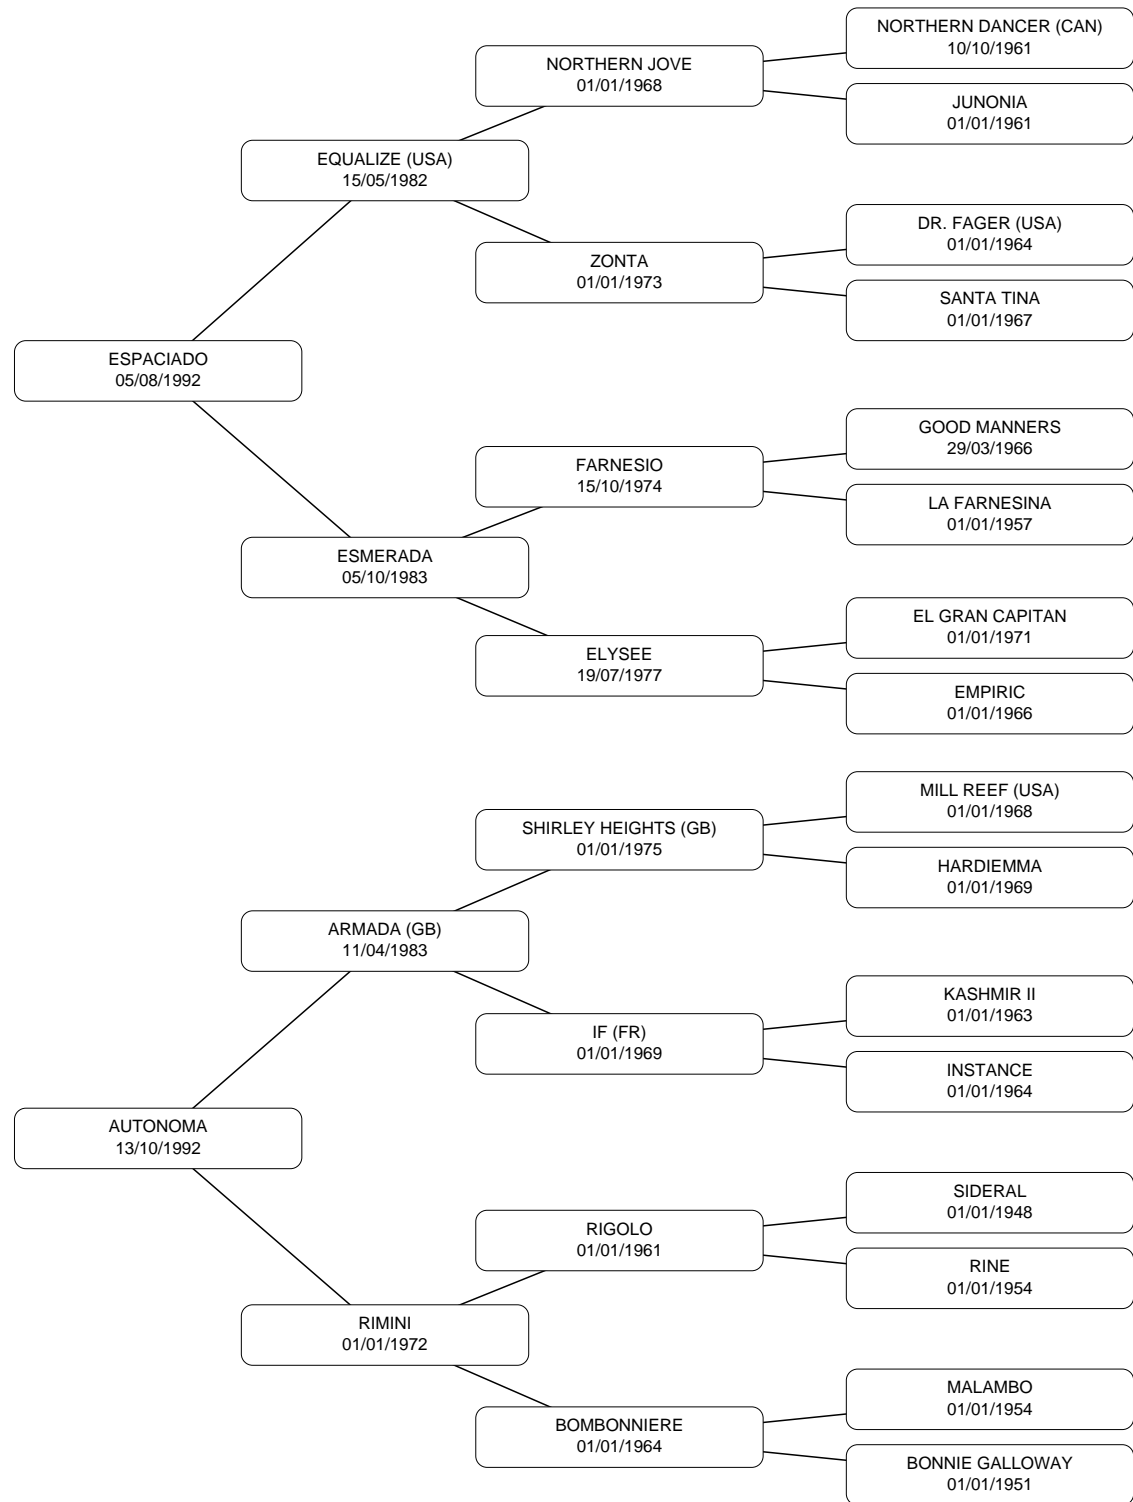 NORTHERN DANCER (CAN)
10/10/1961
NORTHERN JOVE
01/01/1968
JUNONIA
01/01/1961
EQUALIZE (USA)
15/05/1982
DR. FAGER (USA)
01/01/1964
ZONTA
01/01/1973
SANTA TINA
01/01/1967
ESPACIADO
05/08/1992
GOOD MANNERS
29/03/1966
FARNESIO
15/10/1974
LA FARNESINA
01/01/1957
ESMERADA
05/10/1983
EL GRAN CAPITAN
01/01/1971
ELYSEE
19/07/1977
EMPIRIC
01/01/1966
MILL REEF (USA)
01/01/1968
SHIRLEY HEIGHTS (GB)
01/01/1975
HARDIEMMA
01/01/1969
ARMADA (GB)
11/04/1983
KASHMIR II
01/01/1963
IF (FR)
01/01/1969
INSTANCE
01/01/1964
AUTONOMA
13/10/1992
SIDERAL
01/01/1948
RIGOLO
01/01/1961
RINE
01/01/1954
RIMINI
01/01/1972
MALAMBO
01/01/1954
BOMBONNIERE
01/01/1964
BONNIE GALLOWAY
01/01/1951